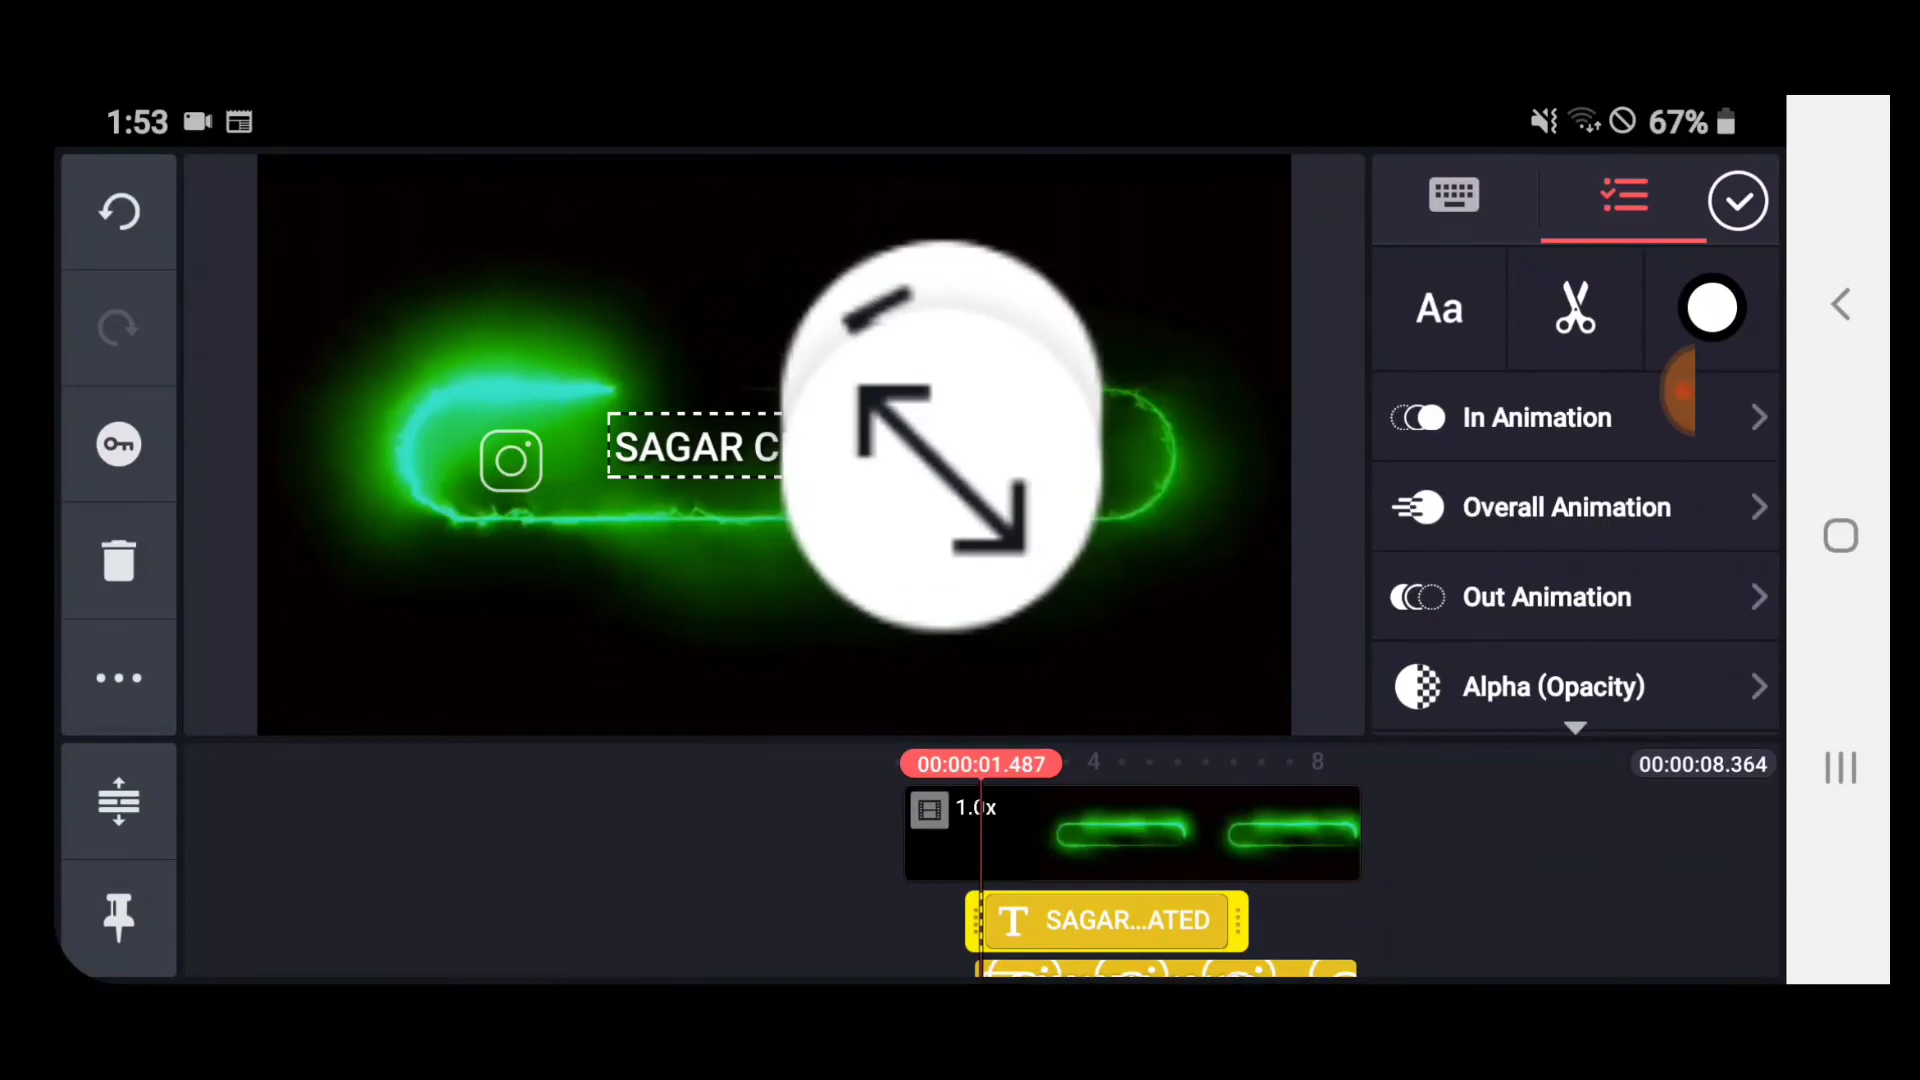 1:53
67%
Aa
SAGAR C
In Animation
Overall Animation
Out Animation
Alpha (Opacity)
00:00:01.487
4
8
00:00:08.364
1.0x
T SAGAR...ATED